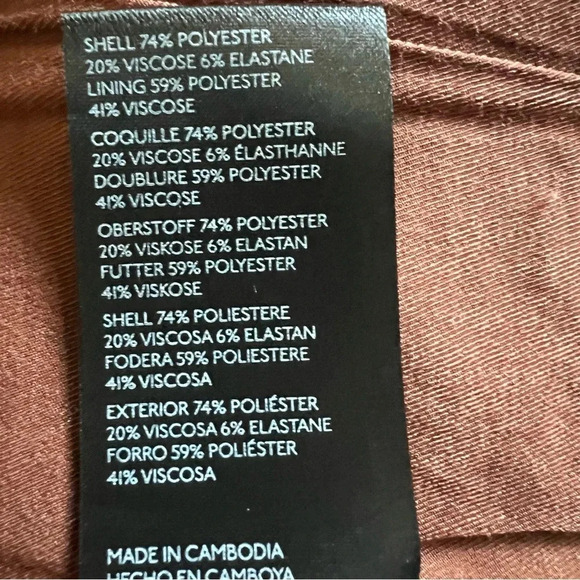 SHELL 74% POLYESTER
20% VISCOSE 6% ELASTANE
LINING 59% POLYESTER
41% VISCOSE
COQUILLE 74% POLYESTER
20% VISCOSE 6% ÉLASTHANNE
DOUBLURE 59% POLYESTER
41% VISCOSE
OBERSTOFF 74% POLYESTER
20% VISKOSE 6% ELASTAN
FUTTER 59% POLYESTER
41% VISKOSE
SHELL 74% POLIESTERE
20% VISCOSA 6% ELASTAN
FODERA 59% POLIESTERE
41% VISCOSA
EXTERIOR 74% POLIÉSTER
20% VISCOSA 6% ELASTANE
FORRO 59% POLIÉSTER
41% VISCOSA
MADE IN CAMBODIA
HECHO EN CAMBOYA